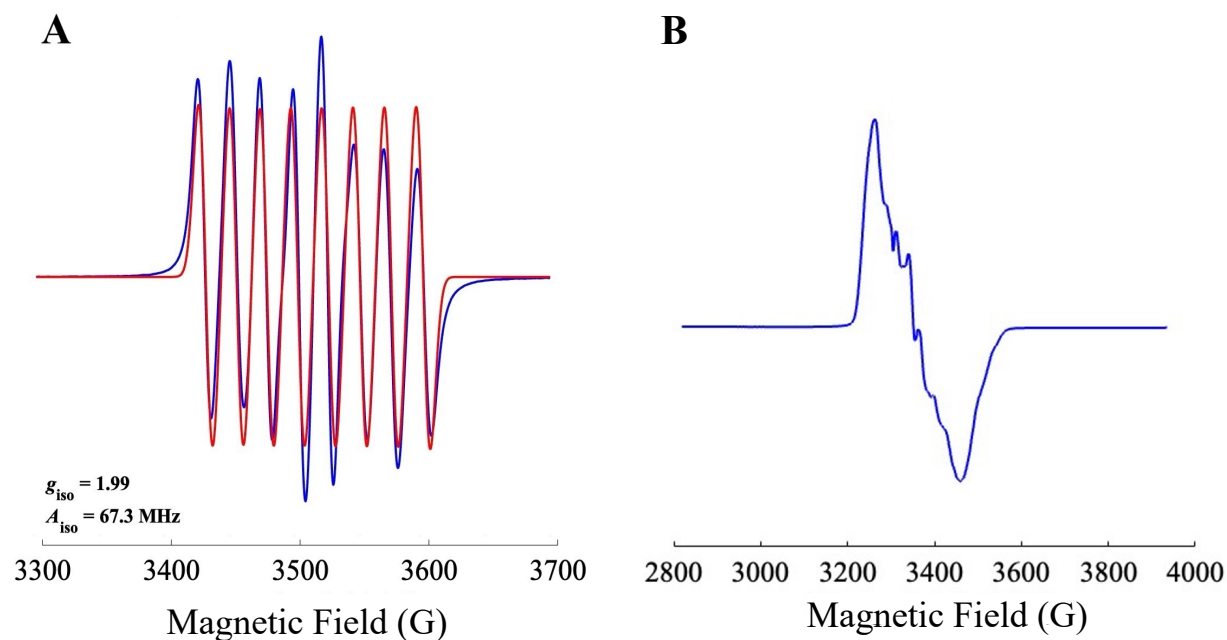 A
B
g_iso = 1.99
A_iso = 67.3 MHz
3300 3400 3500 3600 3700
2800 3000 3200 3400 3600 3800 4000
Magnetic Field (G)
Magnetic Field (G)